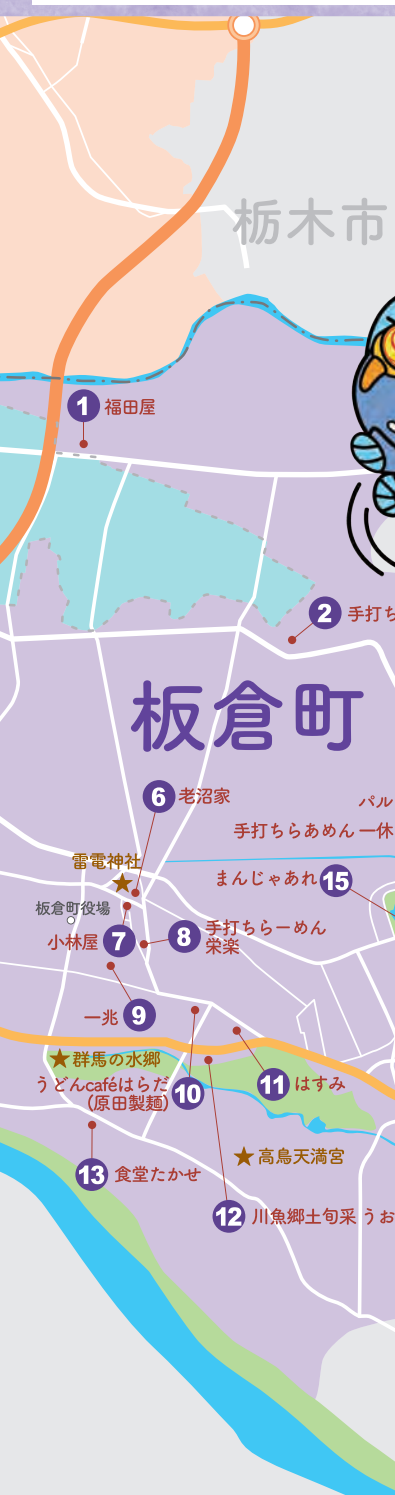 栃木市
1 福田屋
2 手打ち
板倉町
6 老沼家
パル
手打ちらあめん 一休
雷電神社
まんじゃあれ 15
板倉町役場
小林屋 7
8 手打ちらーめん
栄楽
一兆 9
群馬の水郷
うどんcaféはらだ
(原田製麺) 10
11 はすみ
高鳥天満宮
13 食堂たかせ
12 川魚郷土旬采 うお